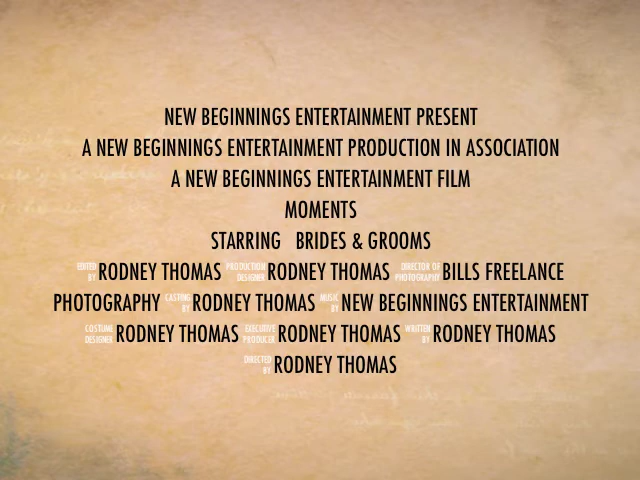 NEW BEGINNINGS ENTERTAINMENT PRESENT
A NEW BEGINNINGS ENTERTAINMENT PRODUCTION IN ASSOCIATION
A NEW BEGINNINGS ENTERTAINMENT FILM
MOMENTS
STARRING BRIDES & GROOMS
EDITED BY RODNEY THOMAS PRODUCTION DESIGNER RODNEY THOMAS DIRECTOR OF PHOTOGRAPHY BILLS FREELANCE
PHOTOGRAPHY CASTING BY RODNEY THOMAS MUSIC BY NEW BEGINNINGS ENTERTAINMENT
COSTUME DESIGNER RODNEY THOMAS EXECUTIVE PRODUCER RODNEY THOMAS WRITTEN BY RODNEY THOMAS
DIRECTED BY RODNEY THOMAS